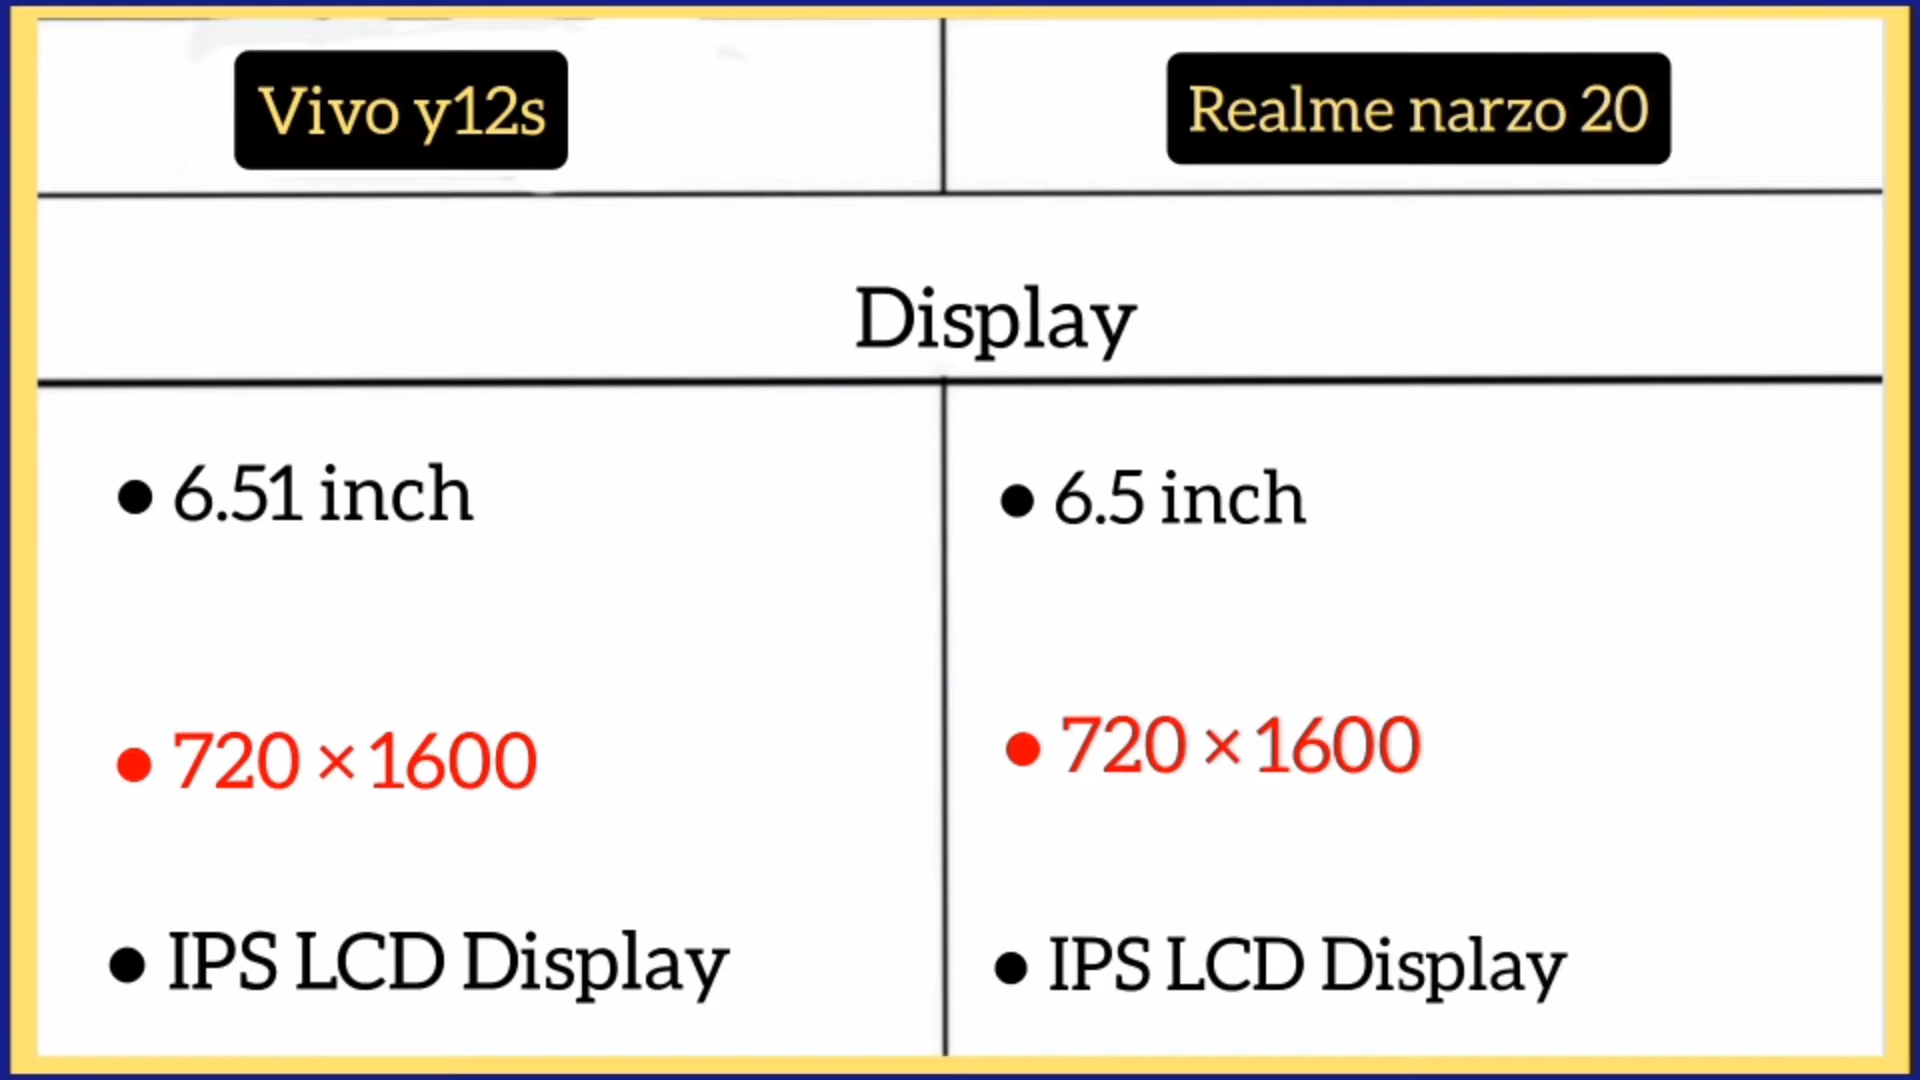 Vivo y12s
Realme narzo 20
Display
● 6.51 inch
● 6.5 inch
● 720 × 1600
● 720 × 1600
● IPS LCD Display
● IPS LCD Display